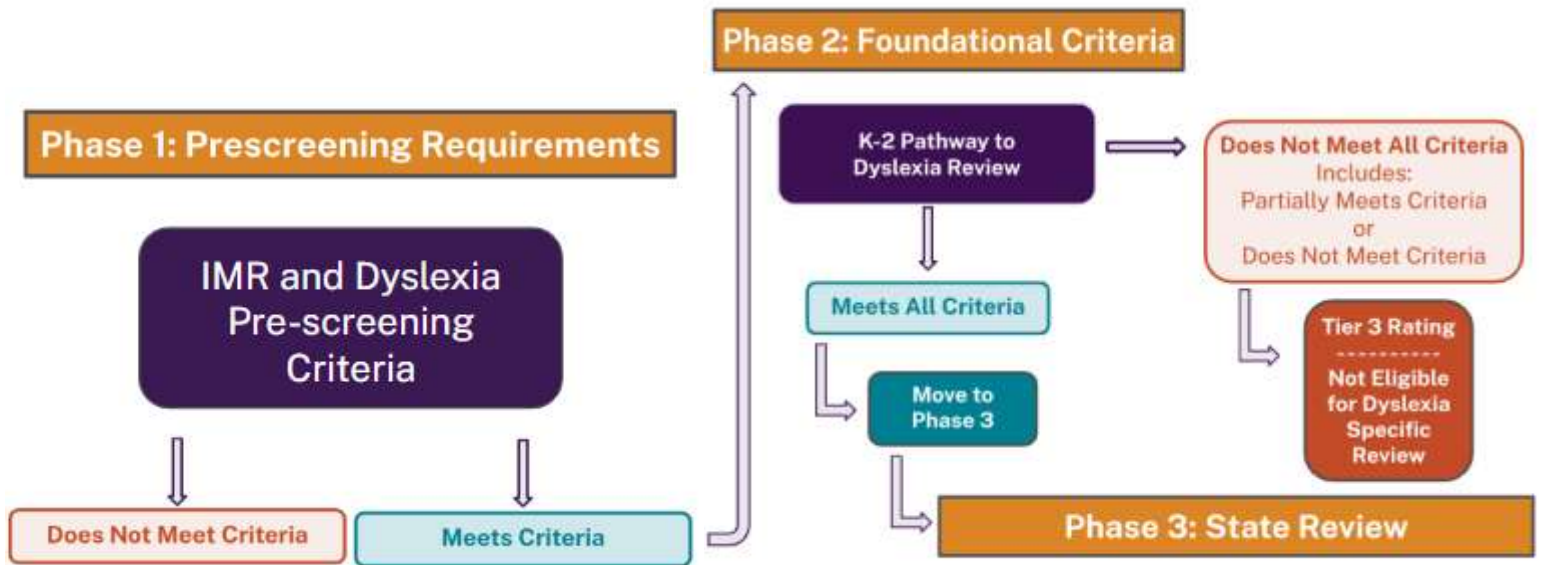 Phase 1: Prescreening Requirements
IMR and Dyslexia
Pre-screening
Criteria
Does Not Meet Criteria
Meets Criteria
Phase 2: Foundational Criteria
K-2 Pathway to
Dyslexia Review
Does Not Meet All Criteria
Includes:
Partially Meets Criteria
or
Does Not Meet Criteria
Meets All Criteria
Tier 3 Rating
----------
Not Eligible
for Dyslexia
Specific
Review
Move to
Phase 3
Phase 3: State Review